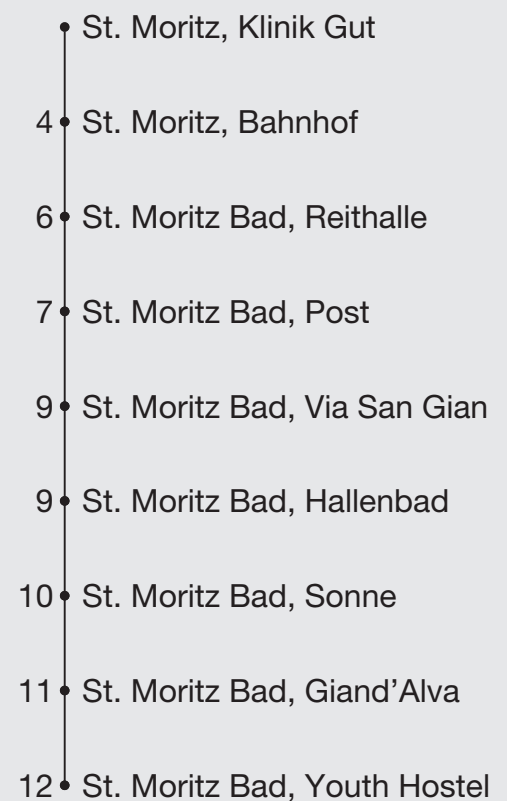 St. Moritz, Klinik Gut
4 St. Moritz, Bahnhof
6 St. Moritz Bad, Reithalle
7 St. Moritz Bad, Post
9 St. Moritz Bad, Via San Gian
9 St. Moritz Bad, Hallenbad
10 St. Moritz Bad, Sonne
11 St. Moritz Bad, Giand’Alva
12 St. Moritz Bad, Youth Hostel